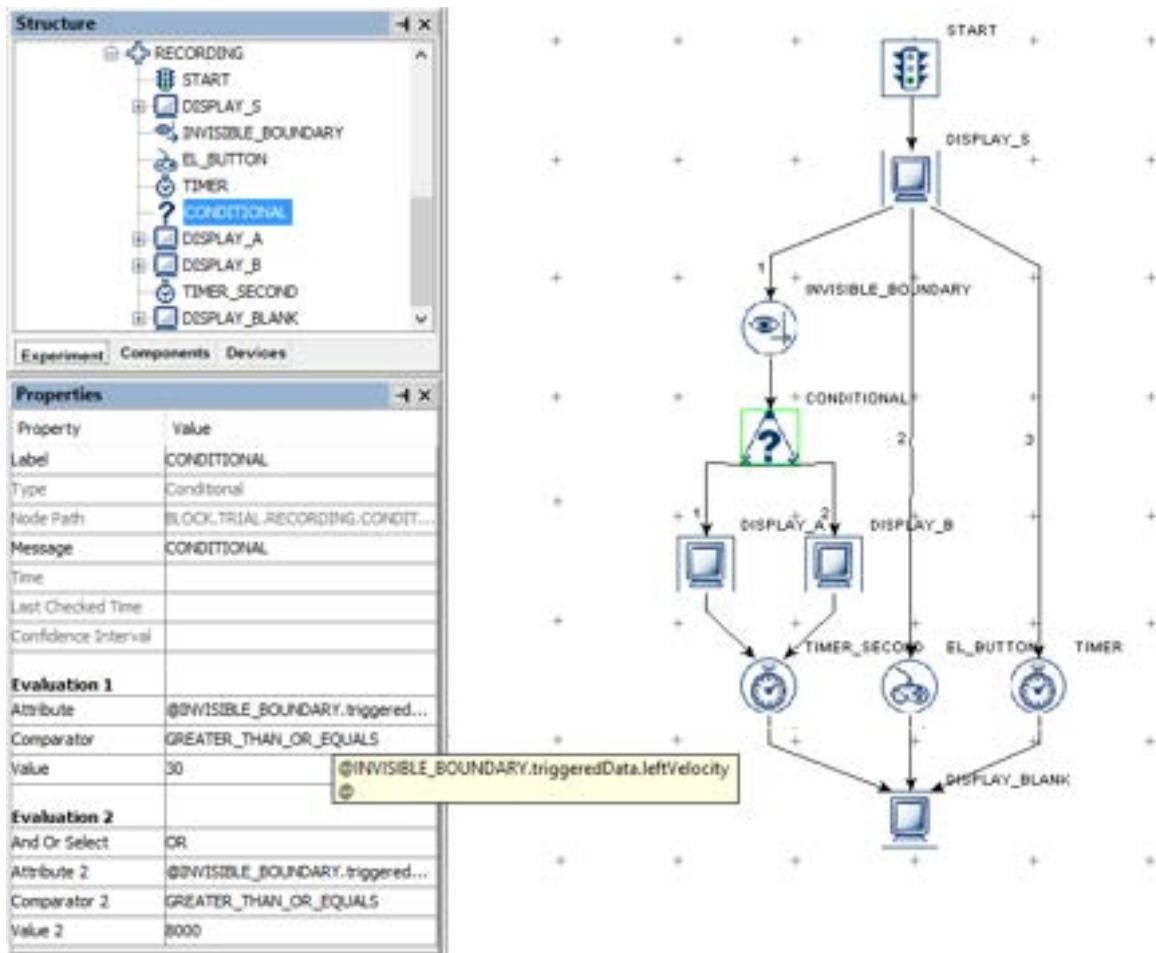 Structure
RECORDING
START
DISPLAY_S
INVISIBLE_BOUNDARY
EL_BUTTON
TIMER
CONDITIONAL
DISPLAY_A
DISPLAY_B
TIMER_SECOND
DISPLAY_BLANK
Experiment Components Devices
Properties
Property Value
Label CONDITIONAL
Type Conditional
Node Path BLOCK.TRIAL.RECORDING.CONDIT...
Message CONDITIONAL
Time
Last Checked Time
Confidence Interval
Evaluation 1
Attribute @INVISIBLE_BOUNDARY.triggered...
Comparator GREATER_THAN_OR_EQUALS
Value 30
@INVISIBLE_BOUNDARY.triggeredData.leftVelocity
@
Evaluation 2
And Or Select OR
Attribute 2 @INVISIBLE_BOUNDARY.triggered...
Comparator 2 GREATER_THAN_OR_EQUALS
Value 2 8000
START
DISPLAY_S
1
INVISIBLE_BOUNDARY
CONDITIONAL
2 3
1 2
DISPLAY_A DISPLAY_B
TIMER_SECOND EL_BUTTON TIMER
DISPLAY_BLANK